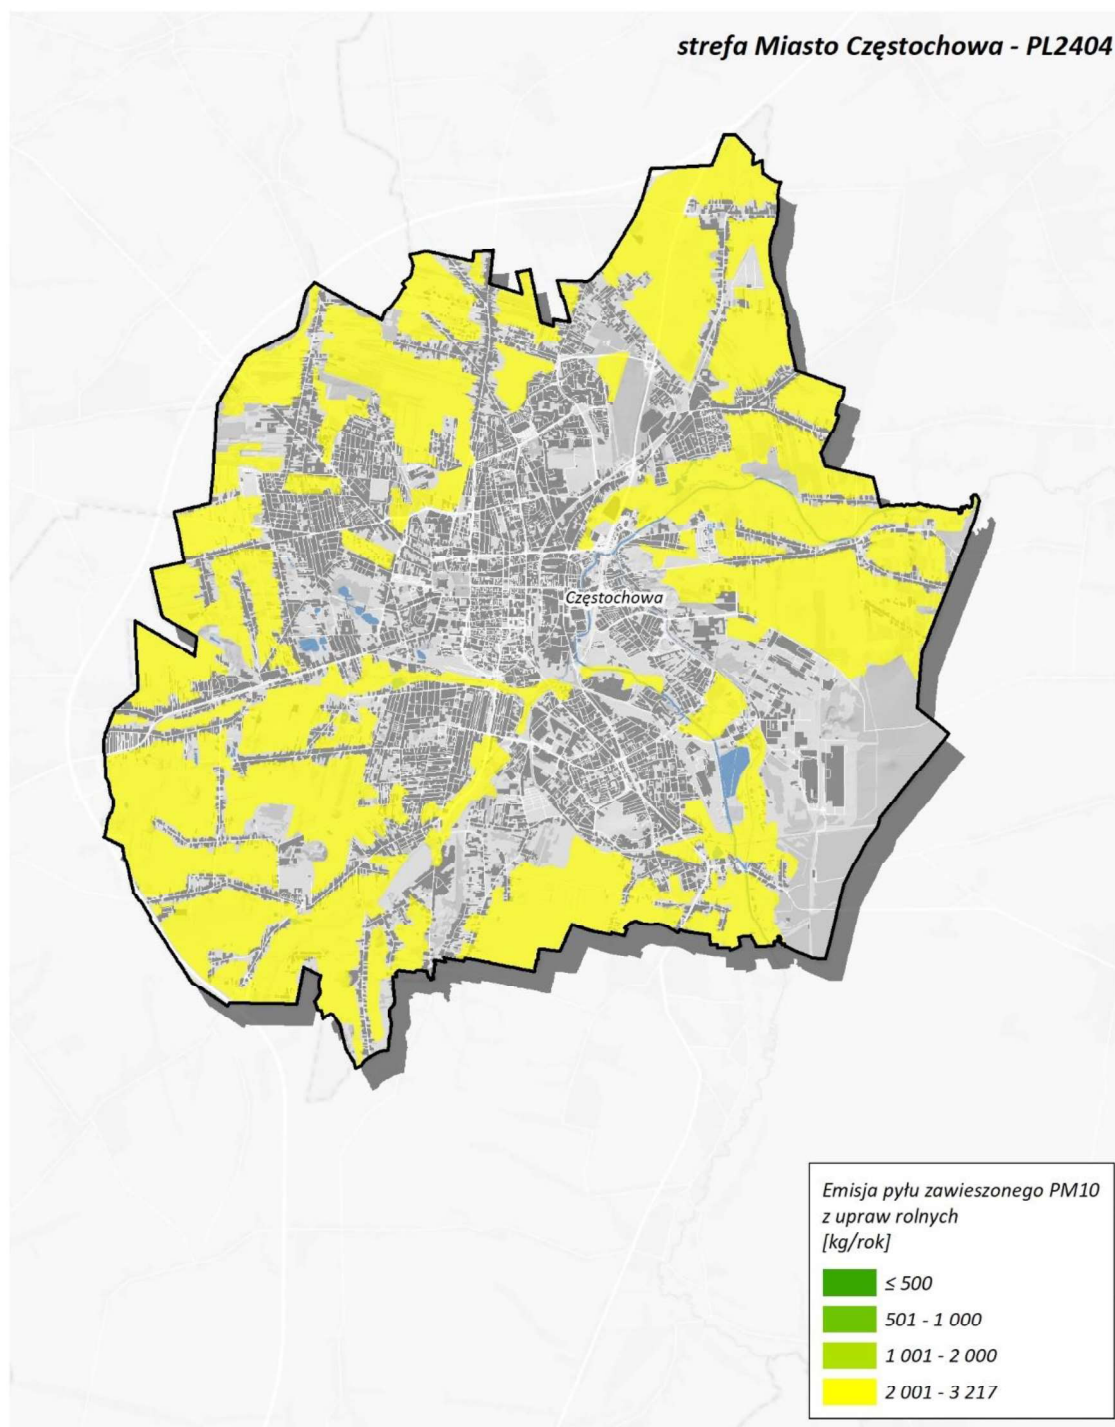 strefa Miasto Częstochowa - PL2404
Częstochowa
Emisja pyłu zawieszonego PM10
z upraw rolnych
[kg/rok]
≤ 500
501 - 1 000
1 001 - 2 000
2 001 - 3 217